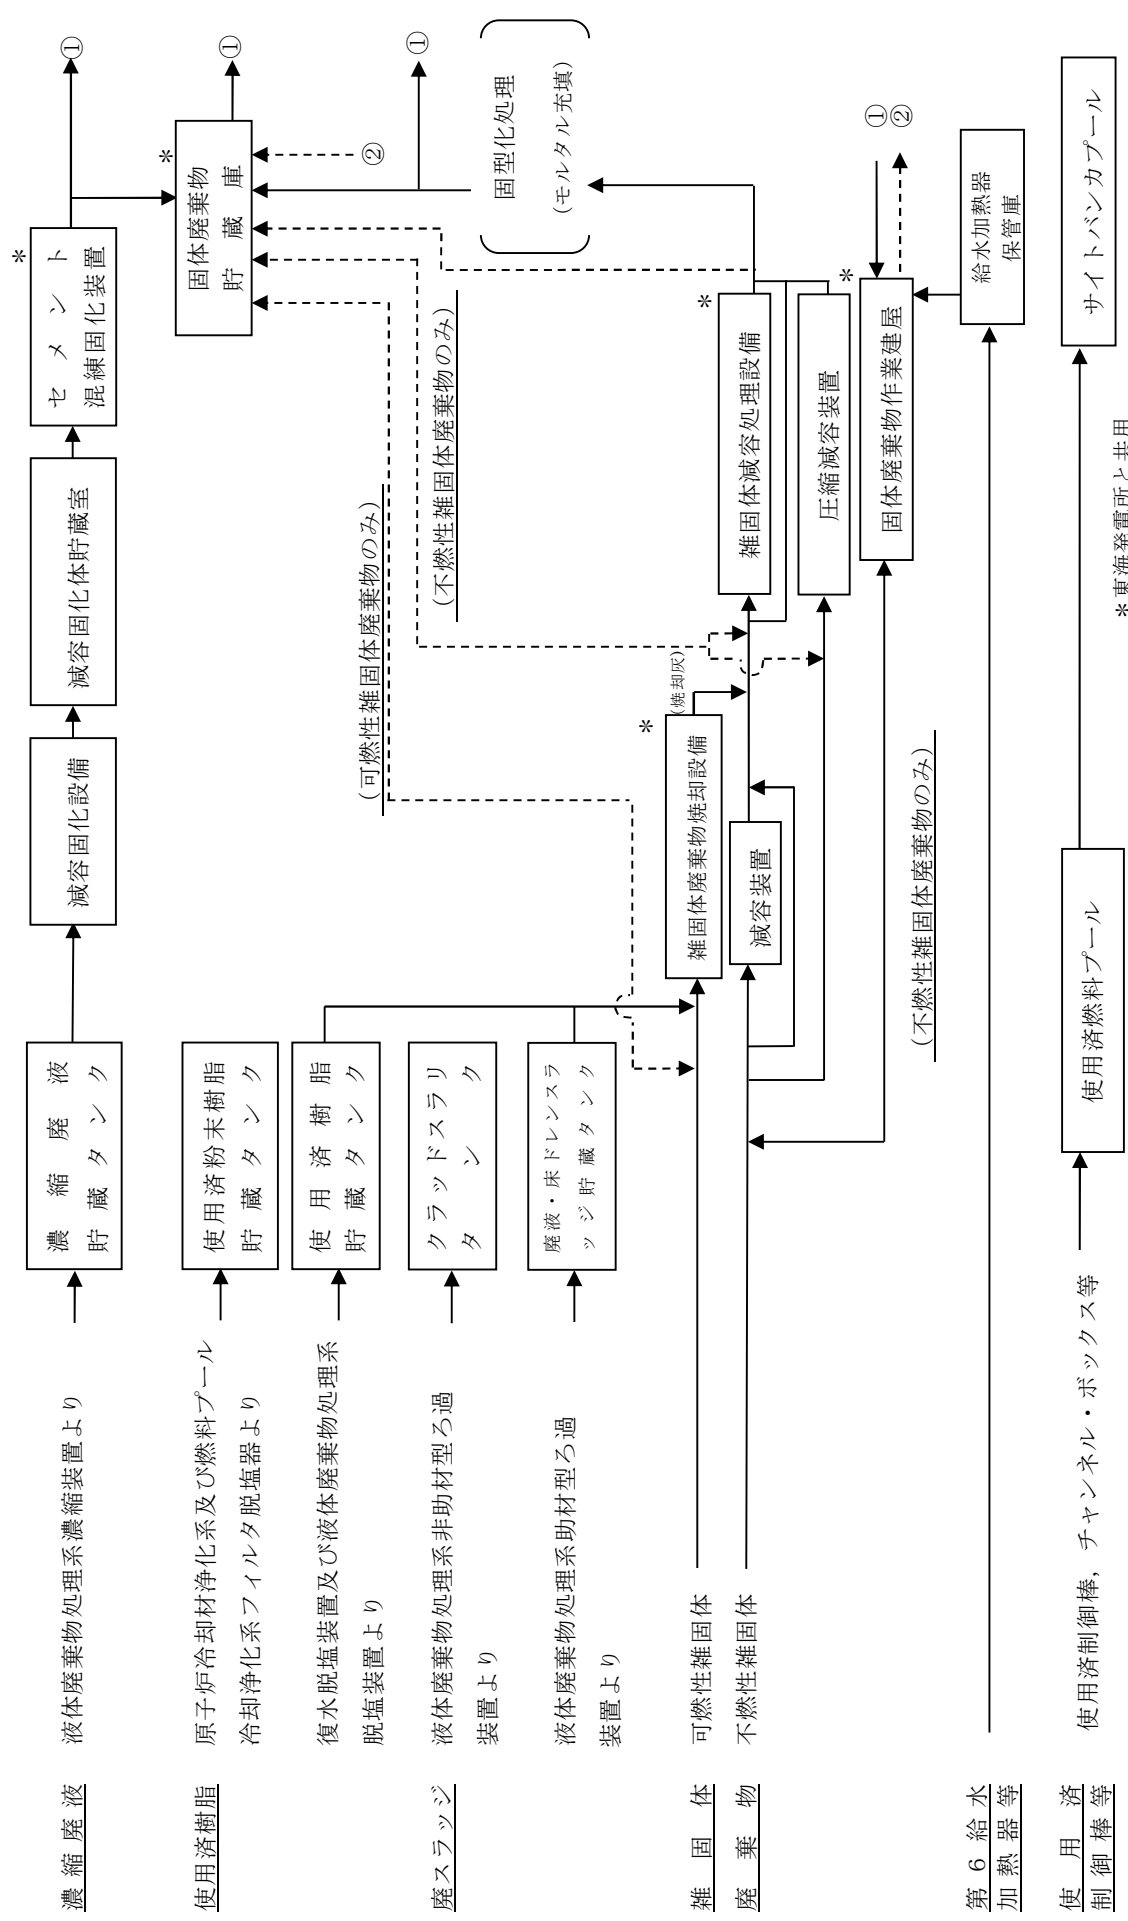 濃縮廃液
液体廃棄物処理系濃縮装置より
濃縮廃液
貯蔵タンク
減容固化設備
減容固化体貯蔵室
*
セメント
混練固化装置
①
使用済樹脂
原子炉冷却材浄化系及び燃料プール
冷却浄化系フィルタ脱塩器より
使用済粉末樹脂
貯蔵タンク
*
固体廃棄物
貯蔵庫
①
復水脱塩装置及び液体廃棄物処理系
脱塩装置より
使用済樹脂
貯蔵タンク
(可燃性雑固体廃棄物のみ)
②
廃スラッジ
液体廃棄物処理系非助材型ろ過
装置より
クラッドスラリ
タンク
(不燃性雑固体廃棄物のみ)
①
液体廃棄物処理系助材型ろ過
装置より
廃液・床ドレンスラ
ッジ貯蔵タンク
固型化処理
(モルタル充填)
雑固体
廃棄物
可燃性雑固体
不燃性雑固体
*
雑固体廃棄物焼却設備
(焼却灰)
減容装置
*
雑固体減容処理設備
圧縮減容装置
*
固体廃棄物作業建屋
①
②
(不燃性雑固体廃棄物のみ)
第6給水
加熱器等
給水加熱器
保管庫
使用済
制御棒等
使用済制御棒，チャンネル・ボックス等
使用済燃料プール
サイトバンカプール
*東海発電所と共用